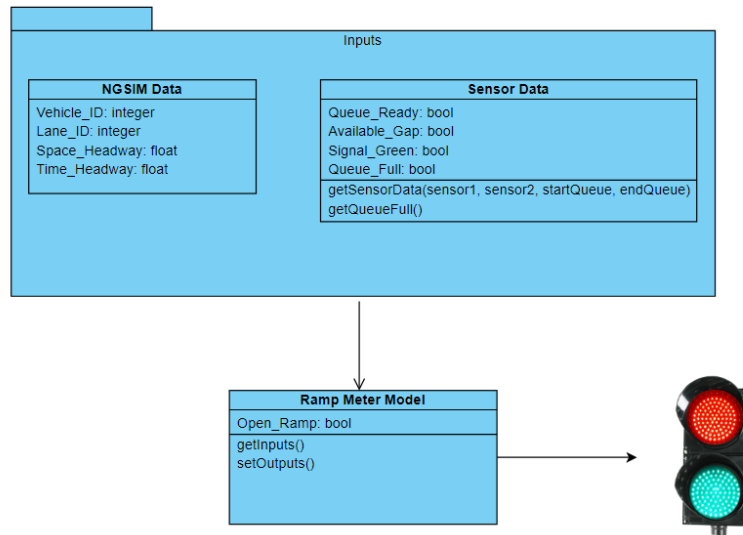 Inputs
NGSIM Data
Vehicle_ID: integer
Lane_ID: integer
Space_Headway: float
Time_Headway: float
Sensor Data
Queue_Ready: bool
Available_Gap: bool
Signal_Green: bool
Queue_Full: bool
getSensorData(sensor1, sensor2, startQueue, endQueue)
getQueueFull()
Ramp Meter Model
Open_Ramp: bool
getInputs()
setOutputs()